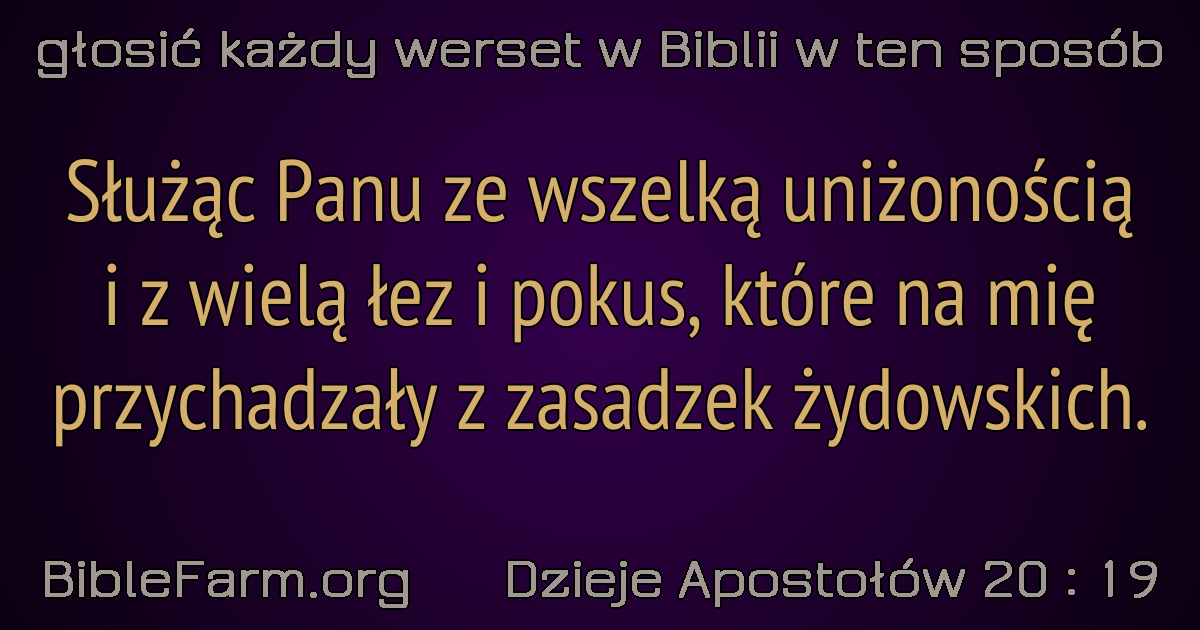 głosić każdy werset w Biblii w ten sposób
Służąc Panu ze wszelką uniżonością
i z wielą łez i pokus, które na mię
przychadzały z zasadzek żydowskich.
BibleFarm.org
Dzieje Apostołów 20 : 19